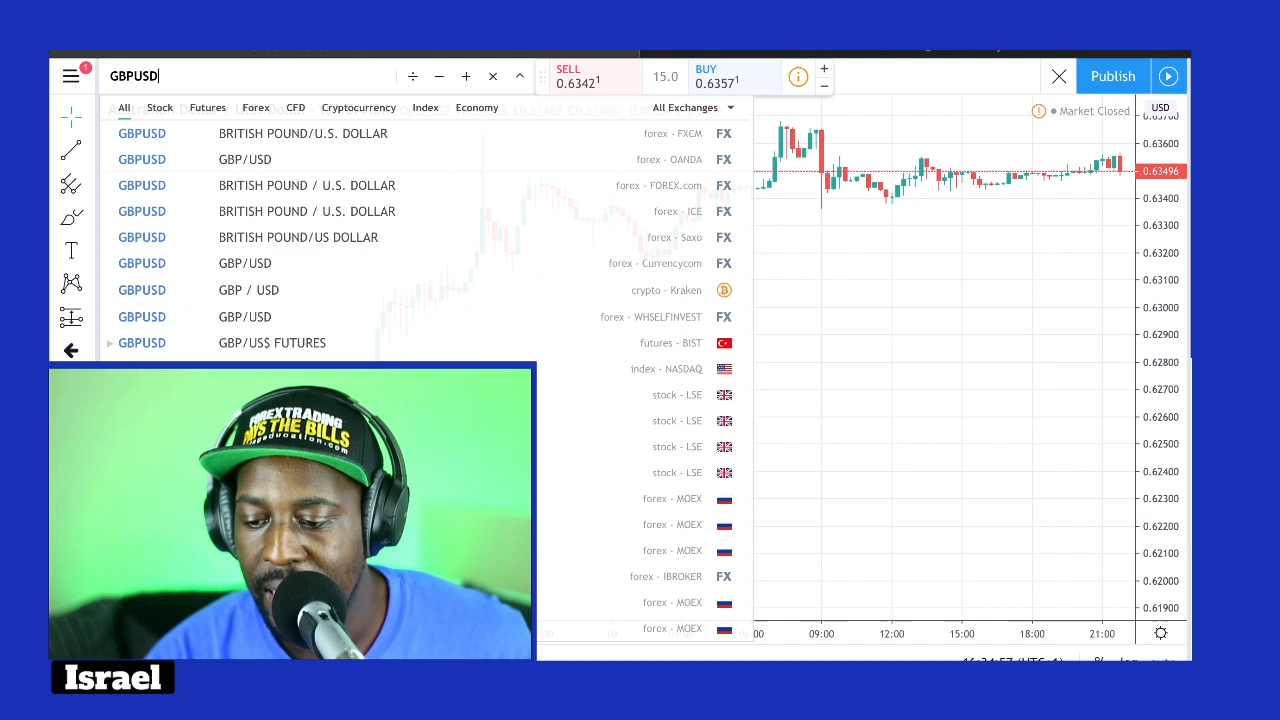 1
GBPUSD
SELL
0.6342¹
15.0
BUY
0.6357¹
Publish
All Stock Futures Forex CFD Cryptocurrency Index Economy All Exchanges
Market Closed
USD
GBPUSD BRITISH POUND/U.S. DOLLAR forex - FXCM FX
GBPUSD GBP/USD forex - OANDA FX
GBPUSD BRITISH POUND / U.S. DOLLAR forex - FOREX.com FX
GBPUSD BRITISH POUND / U.S. DOLLAR forex - ICE FX
GBPUSD BRITISH POUND/US DOLLAR forex - Saxo FX
GBPUSD GBP/USD forex - Currencycom FX
GBPUSD GBP / USD crypto - Kraken
GBPUSD GBP/USD forex - WHSELFINVEST FX
GBPUSD GBP/US$ FUTURES futures - BIST
index - NASDAQ
stock - LSE
stock - LSE
stock - LSE
stock - LSE
forex - MOEX
forex - MOEX
forex - MOEX
forex - IBROKER FX
forex - MOEX
forex - MOEX
0.63700
0.63600
0.63496
0.63400
0.63300
0.63200
0.63100
0.63000
0.62900
0.62800
0.62700
0.62600
0.62500
0.62400
0.62300
0.62200
0.62100
0.62000
0.61900
09:00 12:00 15:00 18:00 21:00
FOREX TRADING
PAYS THE BILLS
Israel